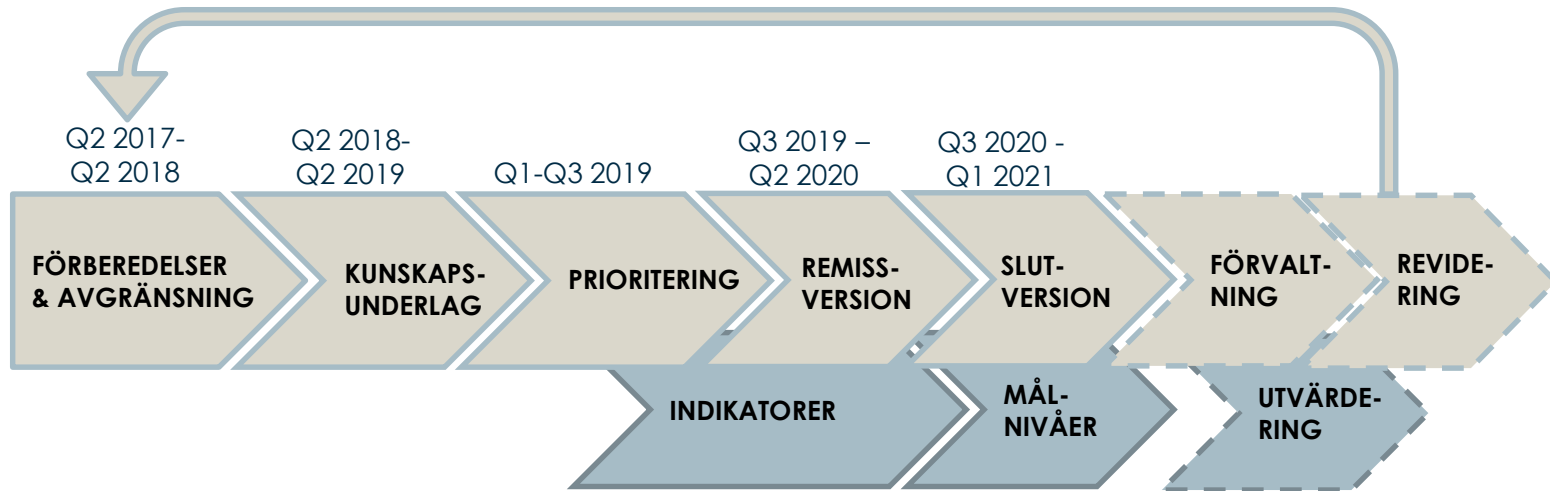 Q2 2017-
Q2 2018
Q2 2018-
Q2 2019
Q1-Q3 2019
Q3 2019 –
Q2 2020
Q3 2020 -
Q1 2021
FÖRBEREDELSER
& AVGRÄNSNING
KUNSKAPS-
UNDERLAG
PRIORITERING
REMISS-
VERSION
SLUT-
VERSION
FÖRVALT-
NING
REVIDE-
RING
INDIKATORER
MÅL-
NIVÅER
UTVÄRDE-
RING